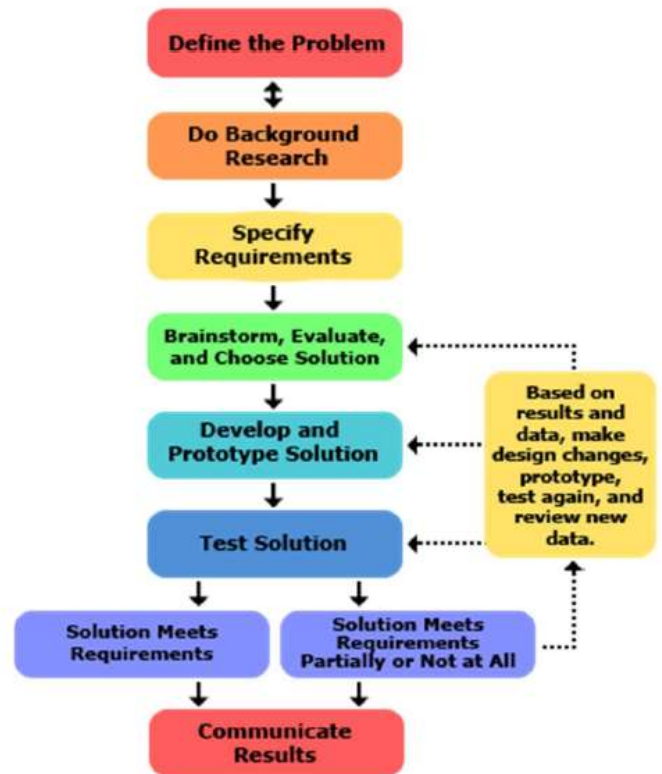 Define the Problem
Do Background
Research
Specify
Requirements
Brainstorm, Evaluate,
and Choose Solution
Based on
results and
data, make
design changes,
prototype,
test again, and
review new
data.
Develop and
Prototype Solution
Test Solution
Solution Meets
Requirements
Solution Meets
Requirements
Partially or Not at All
Communicate
Results